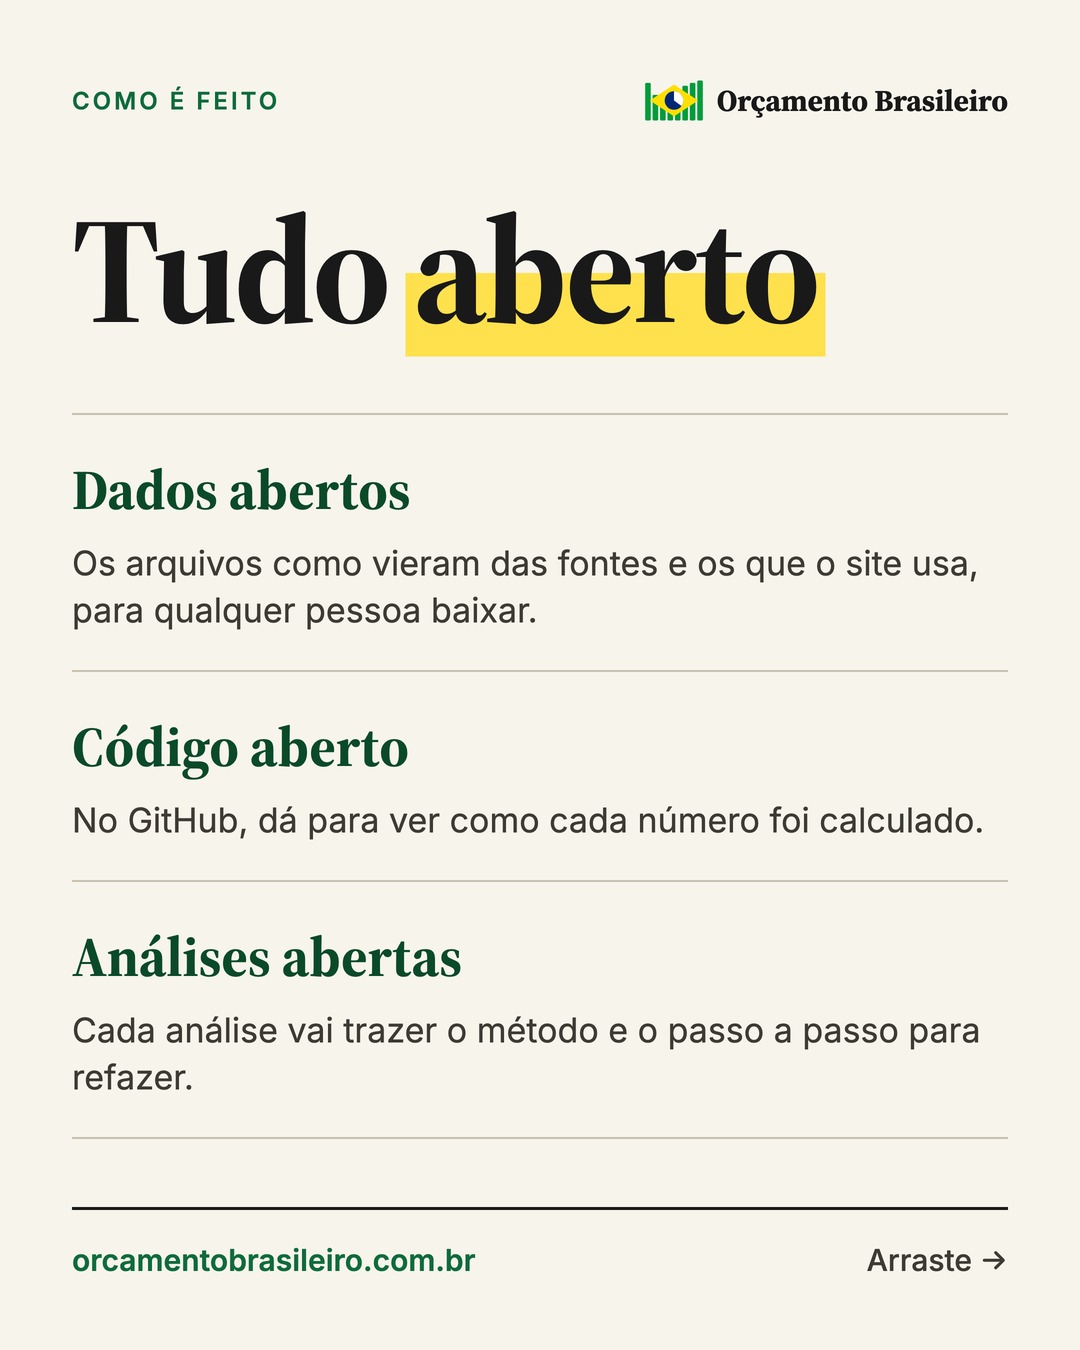 COMO É FEITO
Orçamento Brasileiro
Tudo aberto
Dados abertos
Os arquivos como vieram das fontes e os que o site usa,
para qualquer pessoa baixar.
Código aberto
No GitHub, dá para ver como cada número foi calculado.
Análises abertas
Cada análise vai trazer o método e o passo a passo para
refazer.
orcamentobrasileiro.com.br
Arraste →